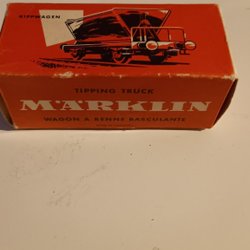 KIPPWAGEN
TIPPING TRUCK
MÄRKLIN
WAGON A BENNE BASCULANTE